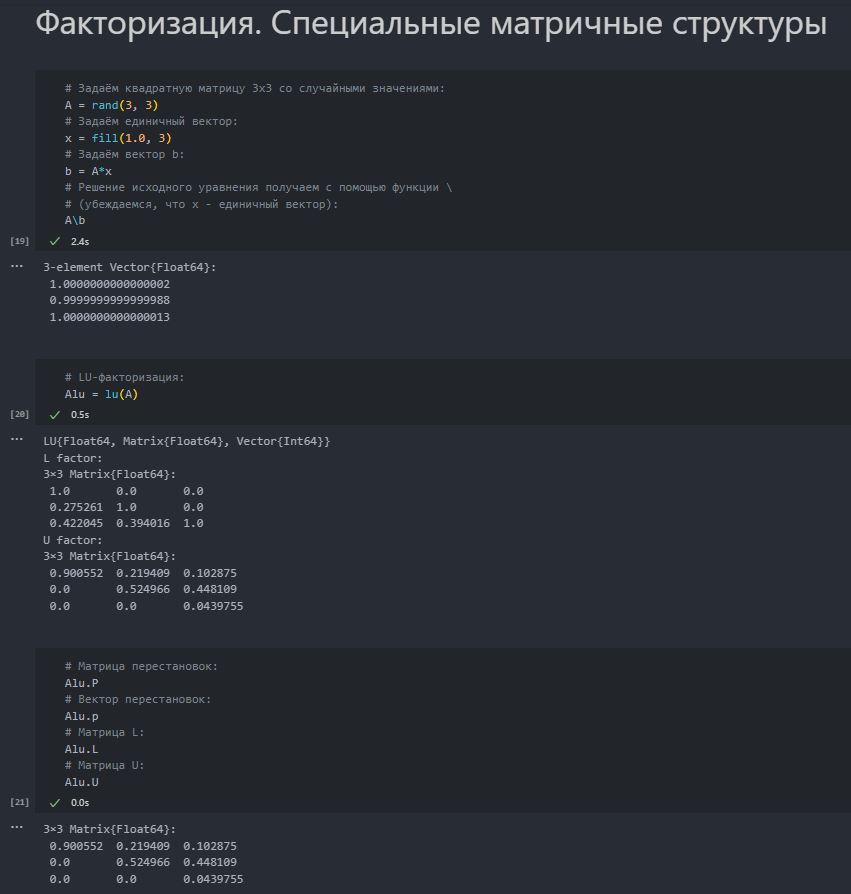 Факторизация. Специальные матричные структуры
# Задаём квадратную матрицу 3x3 со случайными значениями:
A = rand(3, 3)
# Задаём единичный вектор:
x = fill(1.0, 3)
# Задаём вектор b:
b = A*x
# Решение исходного уравнения получаем с помощью функции \
# (убеждаемся, что x - единичный вектор):
A\b
[19] ✓ 2.4s
... 3-element Vector{Float64}:
1.0000000000000002
0.9999999999999988
1.0000000000000013
# LU-факторизация:
Alu = lu(A)
[20] ✓ 0.5s
... LU{Float64, Matrix{Float64}, Vector{Int64}}
L factor:
3×3 Matrix{Float64}:
1.0 0.0 0.0
0.275261 1.0 0.0
0.422045 0.394016 1.0
U factor:
3×3 Matrix{Float64}:
0.900552 0.219409 0.102875
0.0 0.524966 0.448109
0.0 0.0 0.0439755
# Матрица перестановок:
Alu.P
# Вектор перестановок:
Alu.p
# Матрица L:
Alu.L
# Матрица U:
Alu.U
[21] ✓ 0.0s
... 3×3 Matrix{Float64}:
0.900552 0.219409 0.102875
0.0 0.524966 0.448109
0.0 0.0 0.0439755